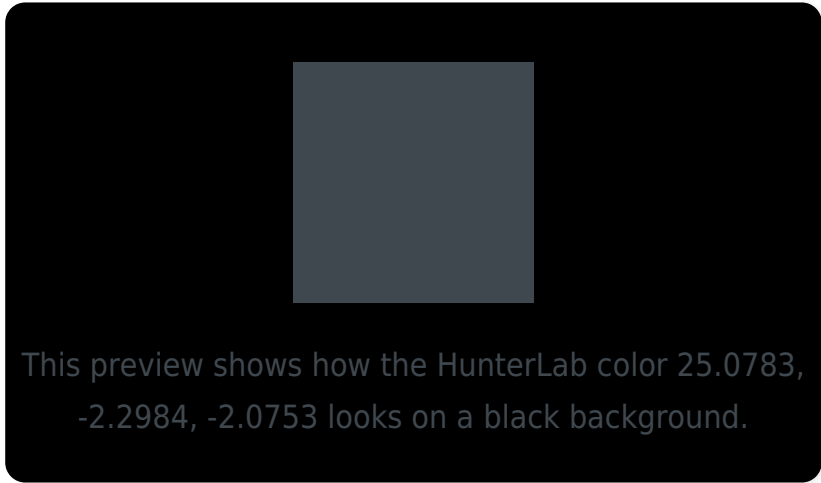 This preview shows how the HunterLab color 25.0783,
-2.2984, -2.0753 looks on a black background.